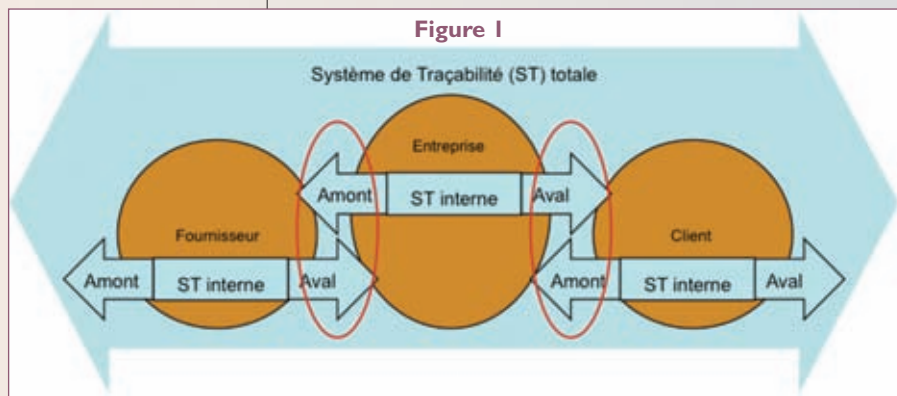 Figure 1
Système de Traçabilité (ST) totale
Entreprise
Amont ST interne Aval
Fournisseur
Client
Amont ST interne Aval
Amont ST interne Aval